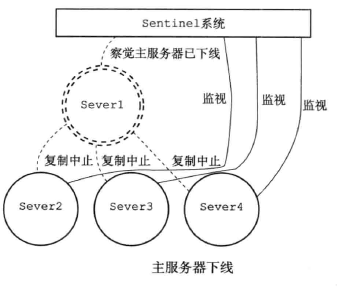 Sentinel系统
察觉主服务器已下线
Sever1
监视
监视
监视
复制中止
复制中止
复制中止
Sever2
Sever3
Sever4
主服务器下线